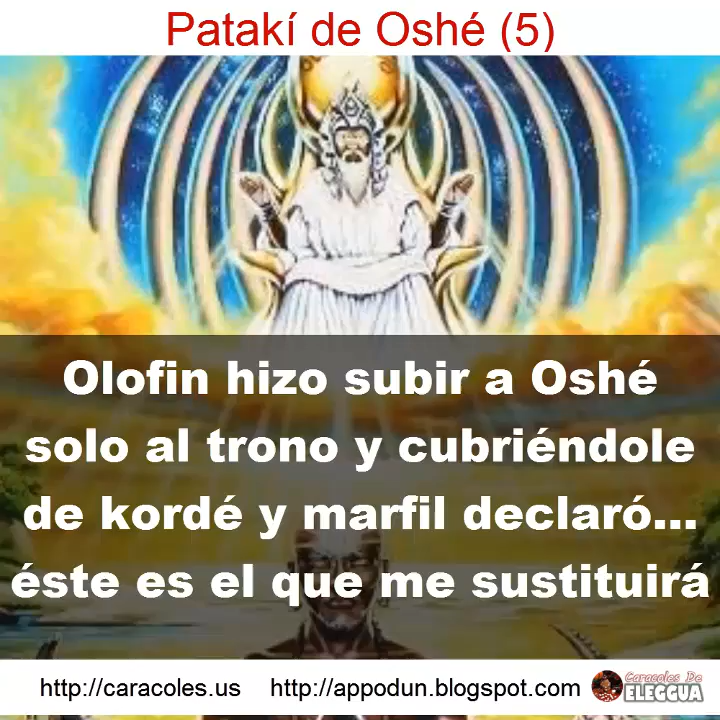 Patakí de Oshé (5)
Olofin hizo subir a Oshé
solo al trono y cubriéndole
de kordé y marfil declaró...
éste es el que me sustituirá
http://caracoles.us http://appodun.blogspot.com
Caracoles De
ELEGGUA